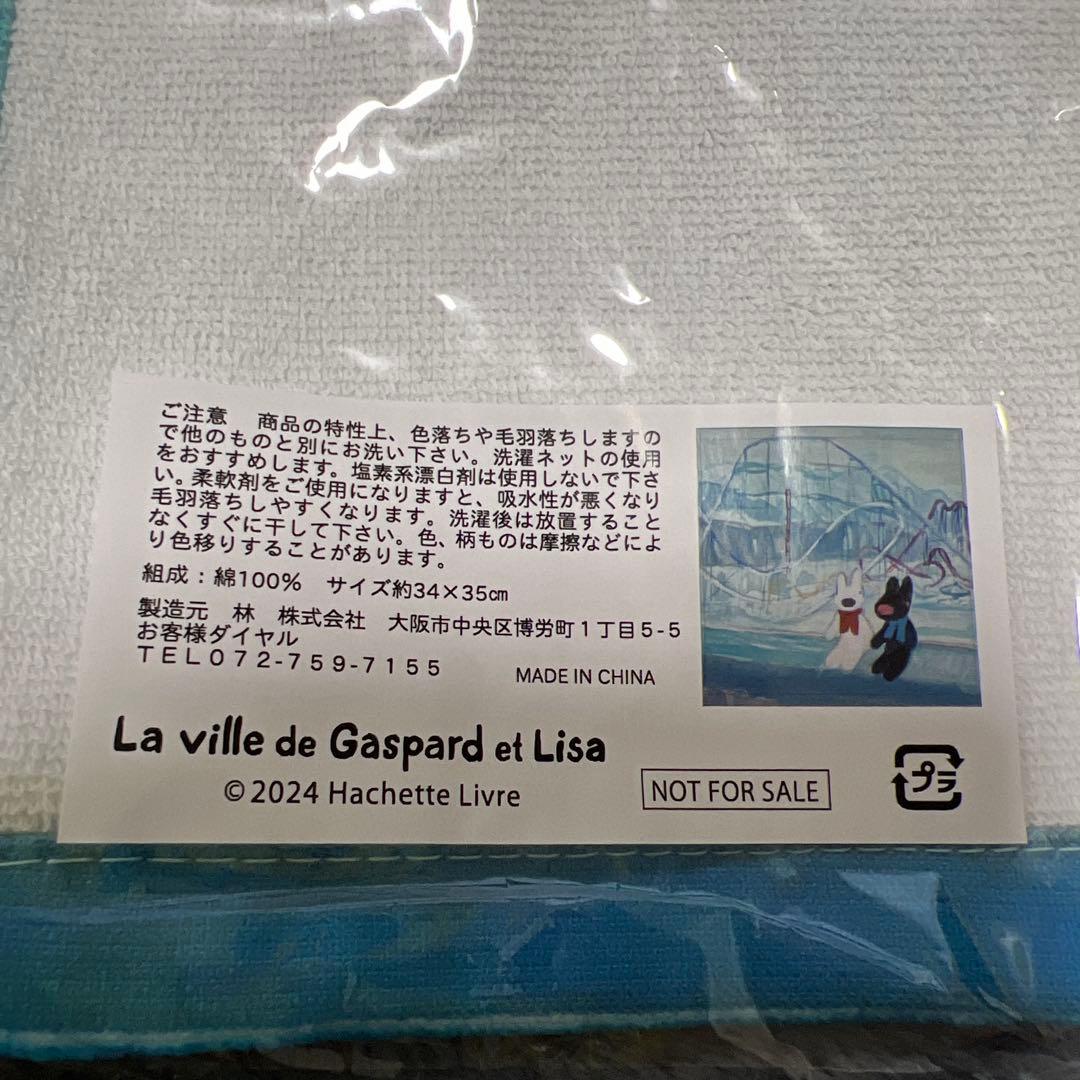 ご注意　商品の特性上、色落ちや毛羽落ちしますの
で他のものと別にお洗い下さい。洗濯ネットの使用
をおすすめします。塩素系漂白剤は使用しないで下さ
い。柔軟剤をご使用になりますと、吸水性が悪くなり
毛羽落ちしやすくなります。洗濯後は放置すること
なくすぐに干して下さい。色、柄ものは摩擦などによ
り色移りすることがあります。
組成：綿100%　サイズ約34×35㎝
製造元　林　株式会社　大阪市中央区博労町1丁目5-5
お客様ダイヤル
TEL072-759-7155
MADE IN CHINA
La ville de Gaspard et Lisa
©2024 Hachette Livre
NOT FOR SALE
プラ